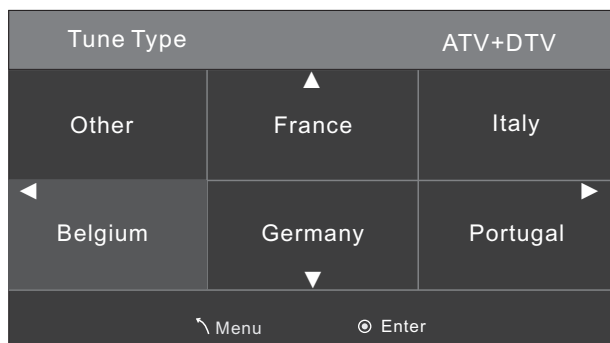 Tune Type ATV+DTV
Other France Italy
Belgium Germany Portugal
Menu Enter